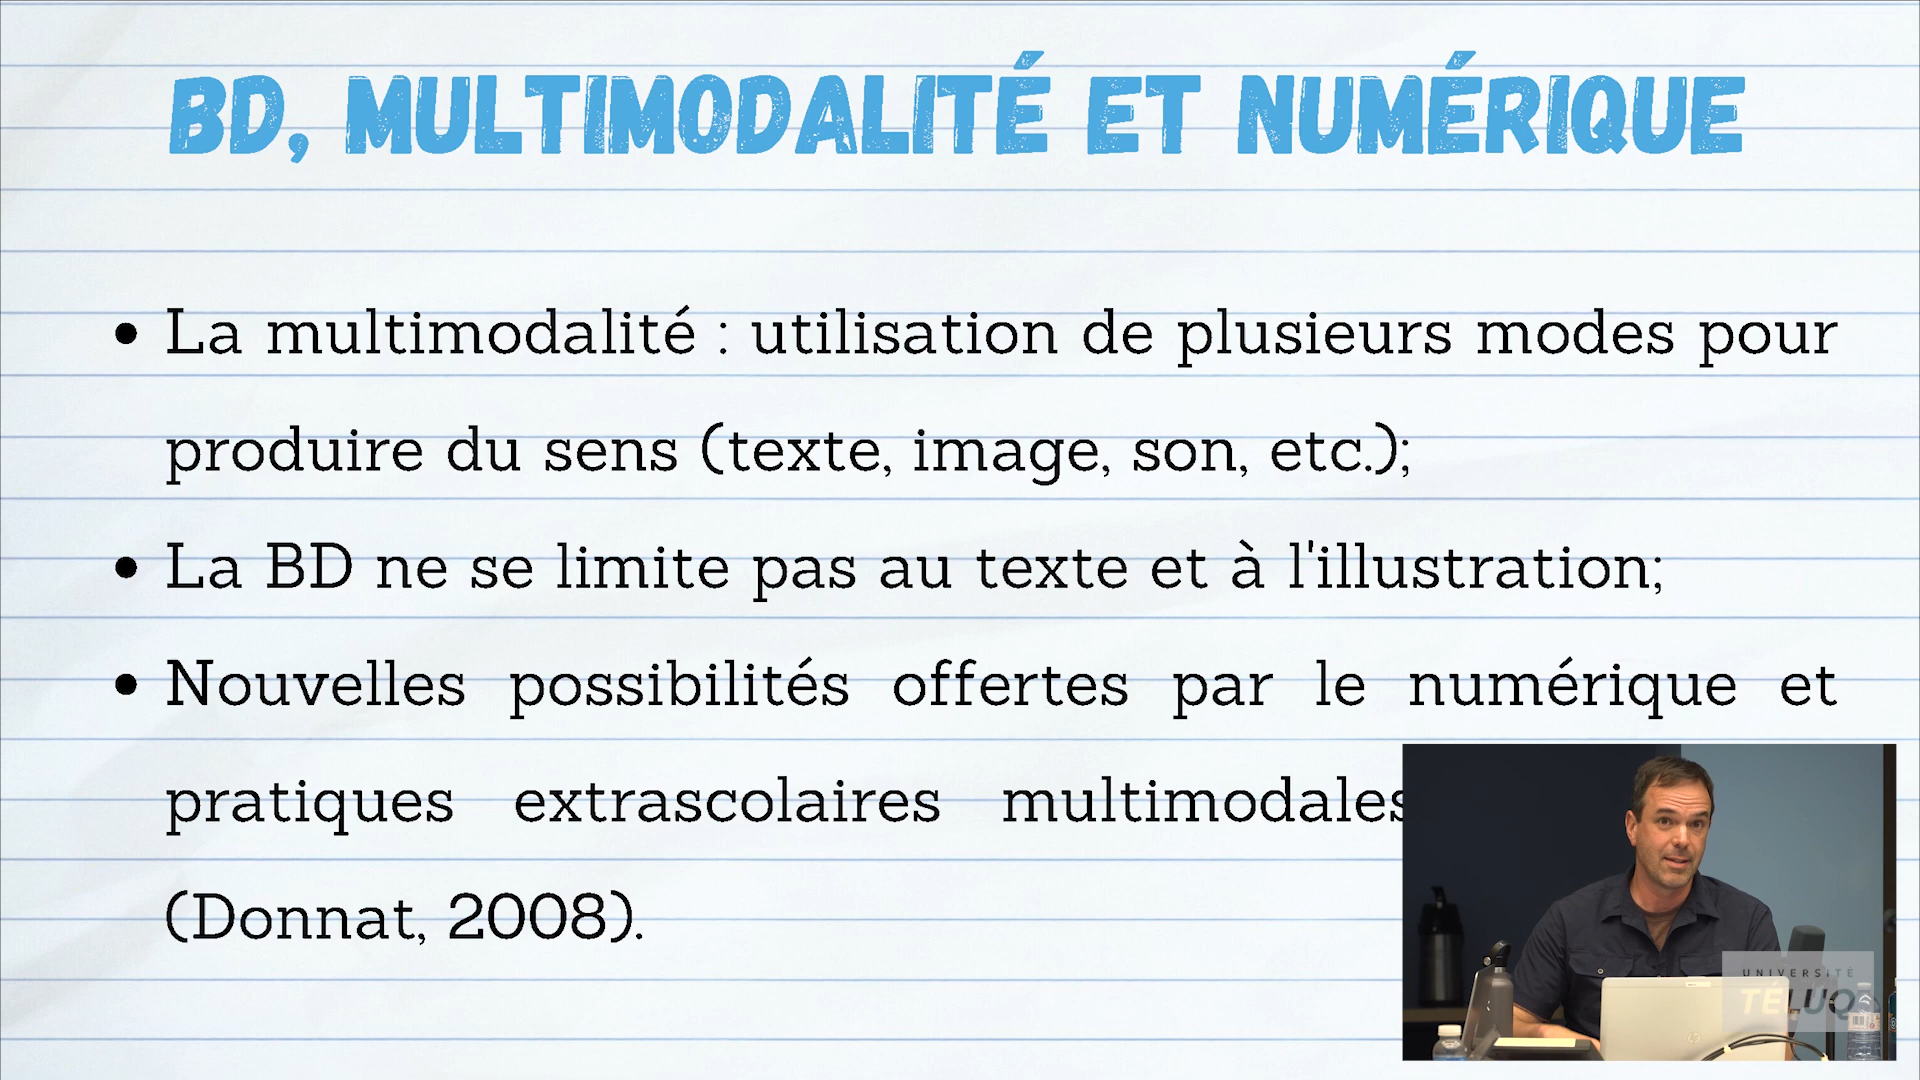 BD, MULTIMODALITÉ ET NUMÉRIQUE
• La multimodalité : utilisation de plusieurs modes pour
produire du sens (texte, image, son, etc.);
• La BD ne se limite pas au texte et à l'illustration;
• Nouvelles possibilités offertes par le numérique et
pratiques extrascolaires multimodales
(Donnat, 2008).
UNIVERSITÉ
TÉLUQ